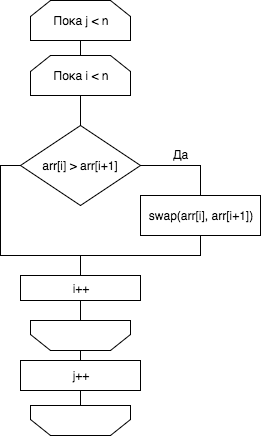 Пока j < n
Пока i < n
arr[i] > arr[i+1]
Да
swap(arr[i], arr[i+1])
i++
j++